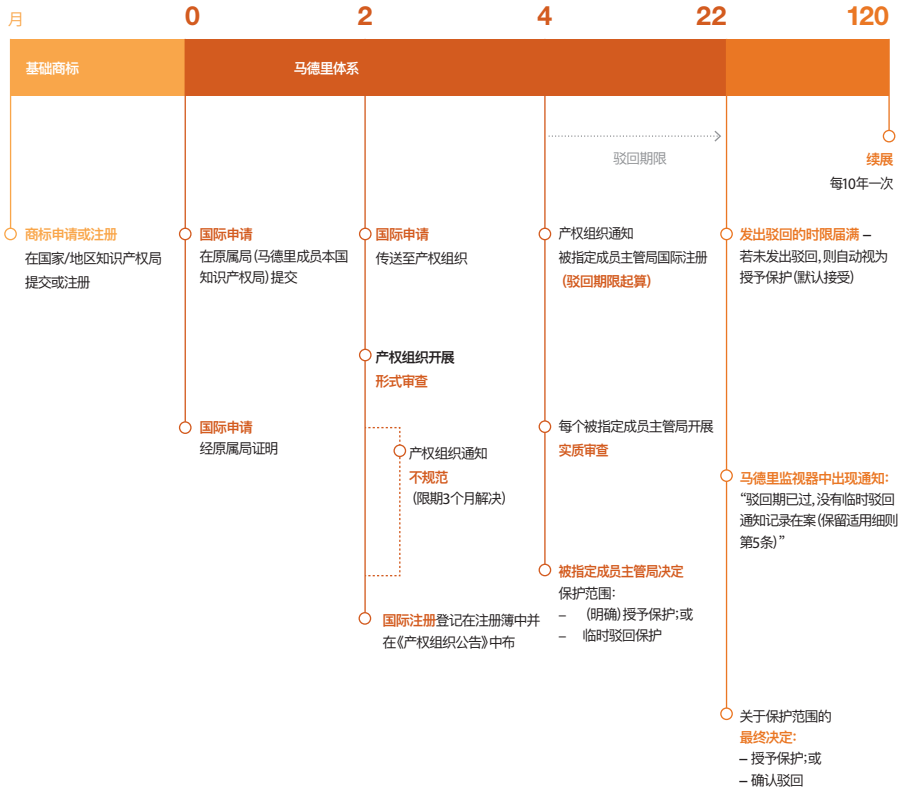 月 0 2 4 22 120
基础商标
马德里体系
驳回期限
续展
每10年一次
商标申请或注册
在国家/地区知识产权局
提交或注册
国际申请
在原属局(马德里成员本国
知识产权局)提交
国际申请
经原属局证明
国际申请
传送至产权组织
产权组织开展
形式审查
产权组织通知
不规范
(限期3个月解决)
国际注册登记在注册簿中并
在《产权组织公告》中布
产权组织通知
被指定成员主管局国际注册
(驳回期限起算)
每个被指定成员主管局开展
实质审查
被指定成员主管局决定
保护范围:
– (明确)授予保护;或
– 临时驳回保护
发出驳回的时限届满 –
若未发出驳回,则自动视为
授予保护(默认接受)
马德里监视器中出现通知:
“驳回期已过,没有临时驳回
通知记录在案(保留适用细则
第5条)”
关于保护范围的
最终决定:
– 授予保护;或
– 确认驳回